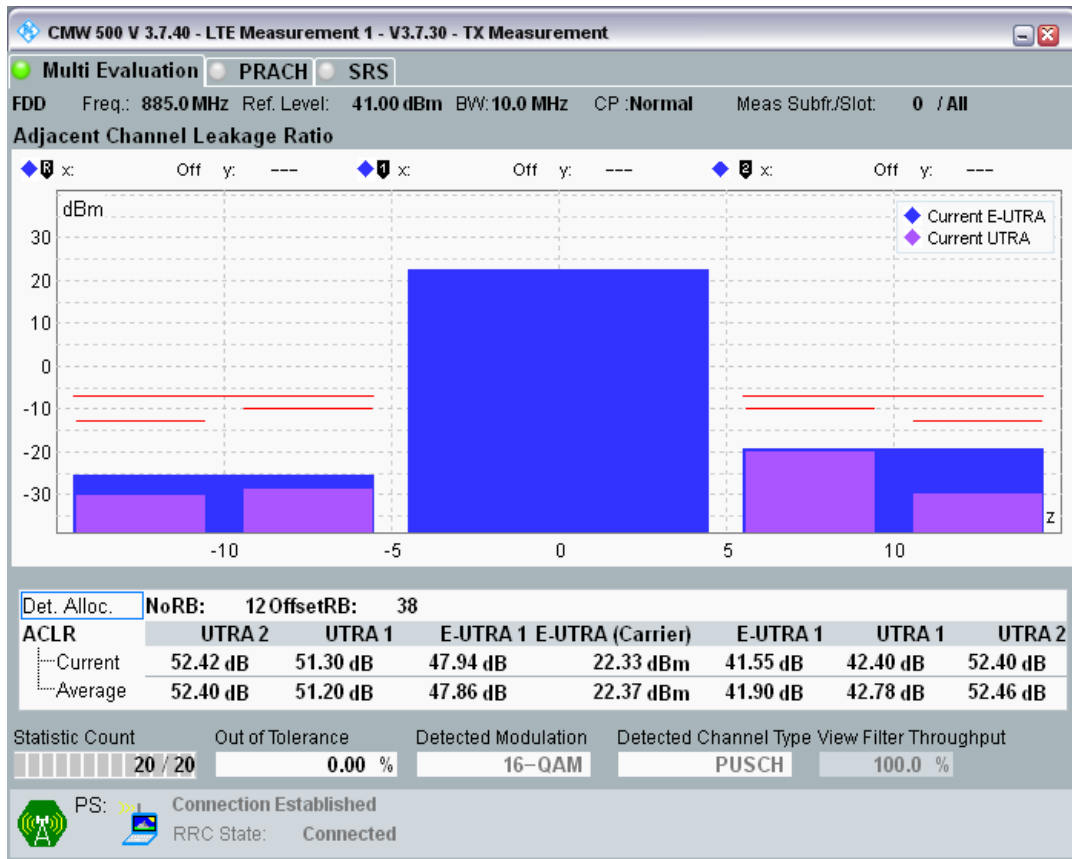 CMW 500 V 3.7.40 - LTE Measurement 1 - V3.7.30 - TX Measurement
Multi Evaluation PRACH SRS
FDD Freq.: 885.0 MHz Ref. Level: 41.00 dBm BW: 10.0 MHz CP :Normal Meas Subfr./Slot: 0 / All
Adjacent Channel Leakage Ratio
R x: Off y: --- 1 x: Off y: --- 2 x: Off y: ---
dBm
Current E-UTRA
Current UTRA
30
20
10
0
-10
-20
-30
z
-10 -5 0 5 10
Det. Alloc. NoRB: 12 OffsetRB: 38
ACLR UTRA 2 UTRA 1 E-UTRA 1 E-UTRA (Carrier) E-UTRA 1 UTRA 1 UTRA 2
Current 52.42 dB 51.30 dB 47.94 dB 22.33 dBm 41.55 dB 42.40 dB 52.40 dB
Average 52.40 dB 51.20 dB 47.86 dB 22.37 dBm 41.90 dB 42.78 dB 52.46 dB
Statistic Count Out of Tolerance Detected Modulation Detected Channel Type View Filter Throughput
20 / 20 0.00 % 16-QAM PUSCH 100.0 %
PS: Connection Established
RRC State: Connected